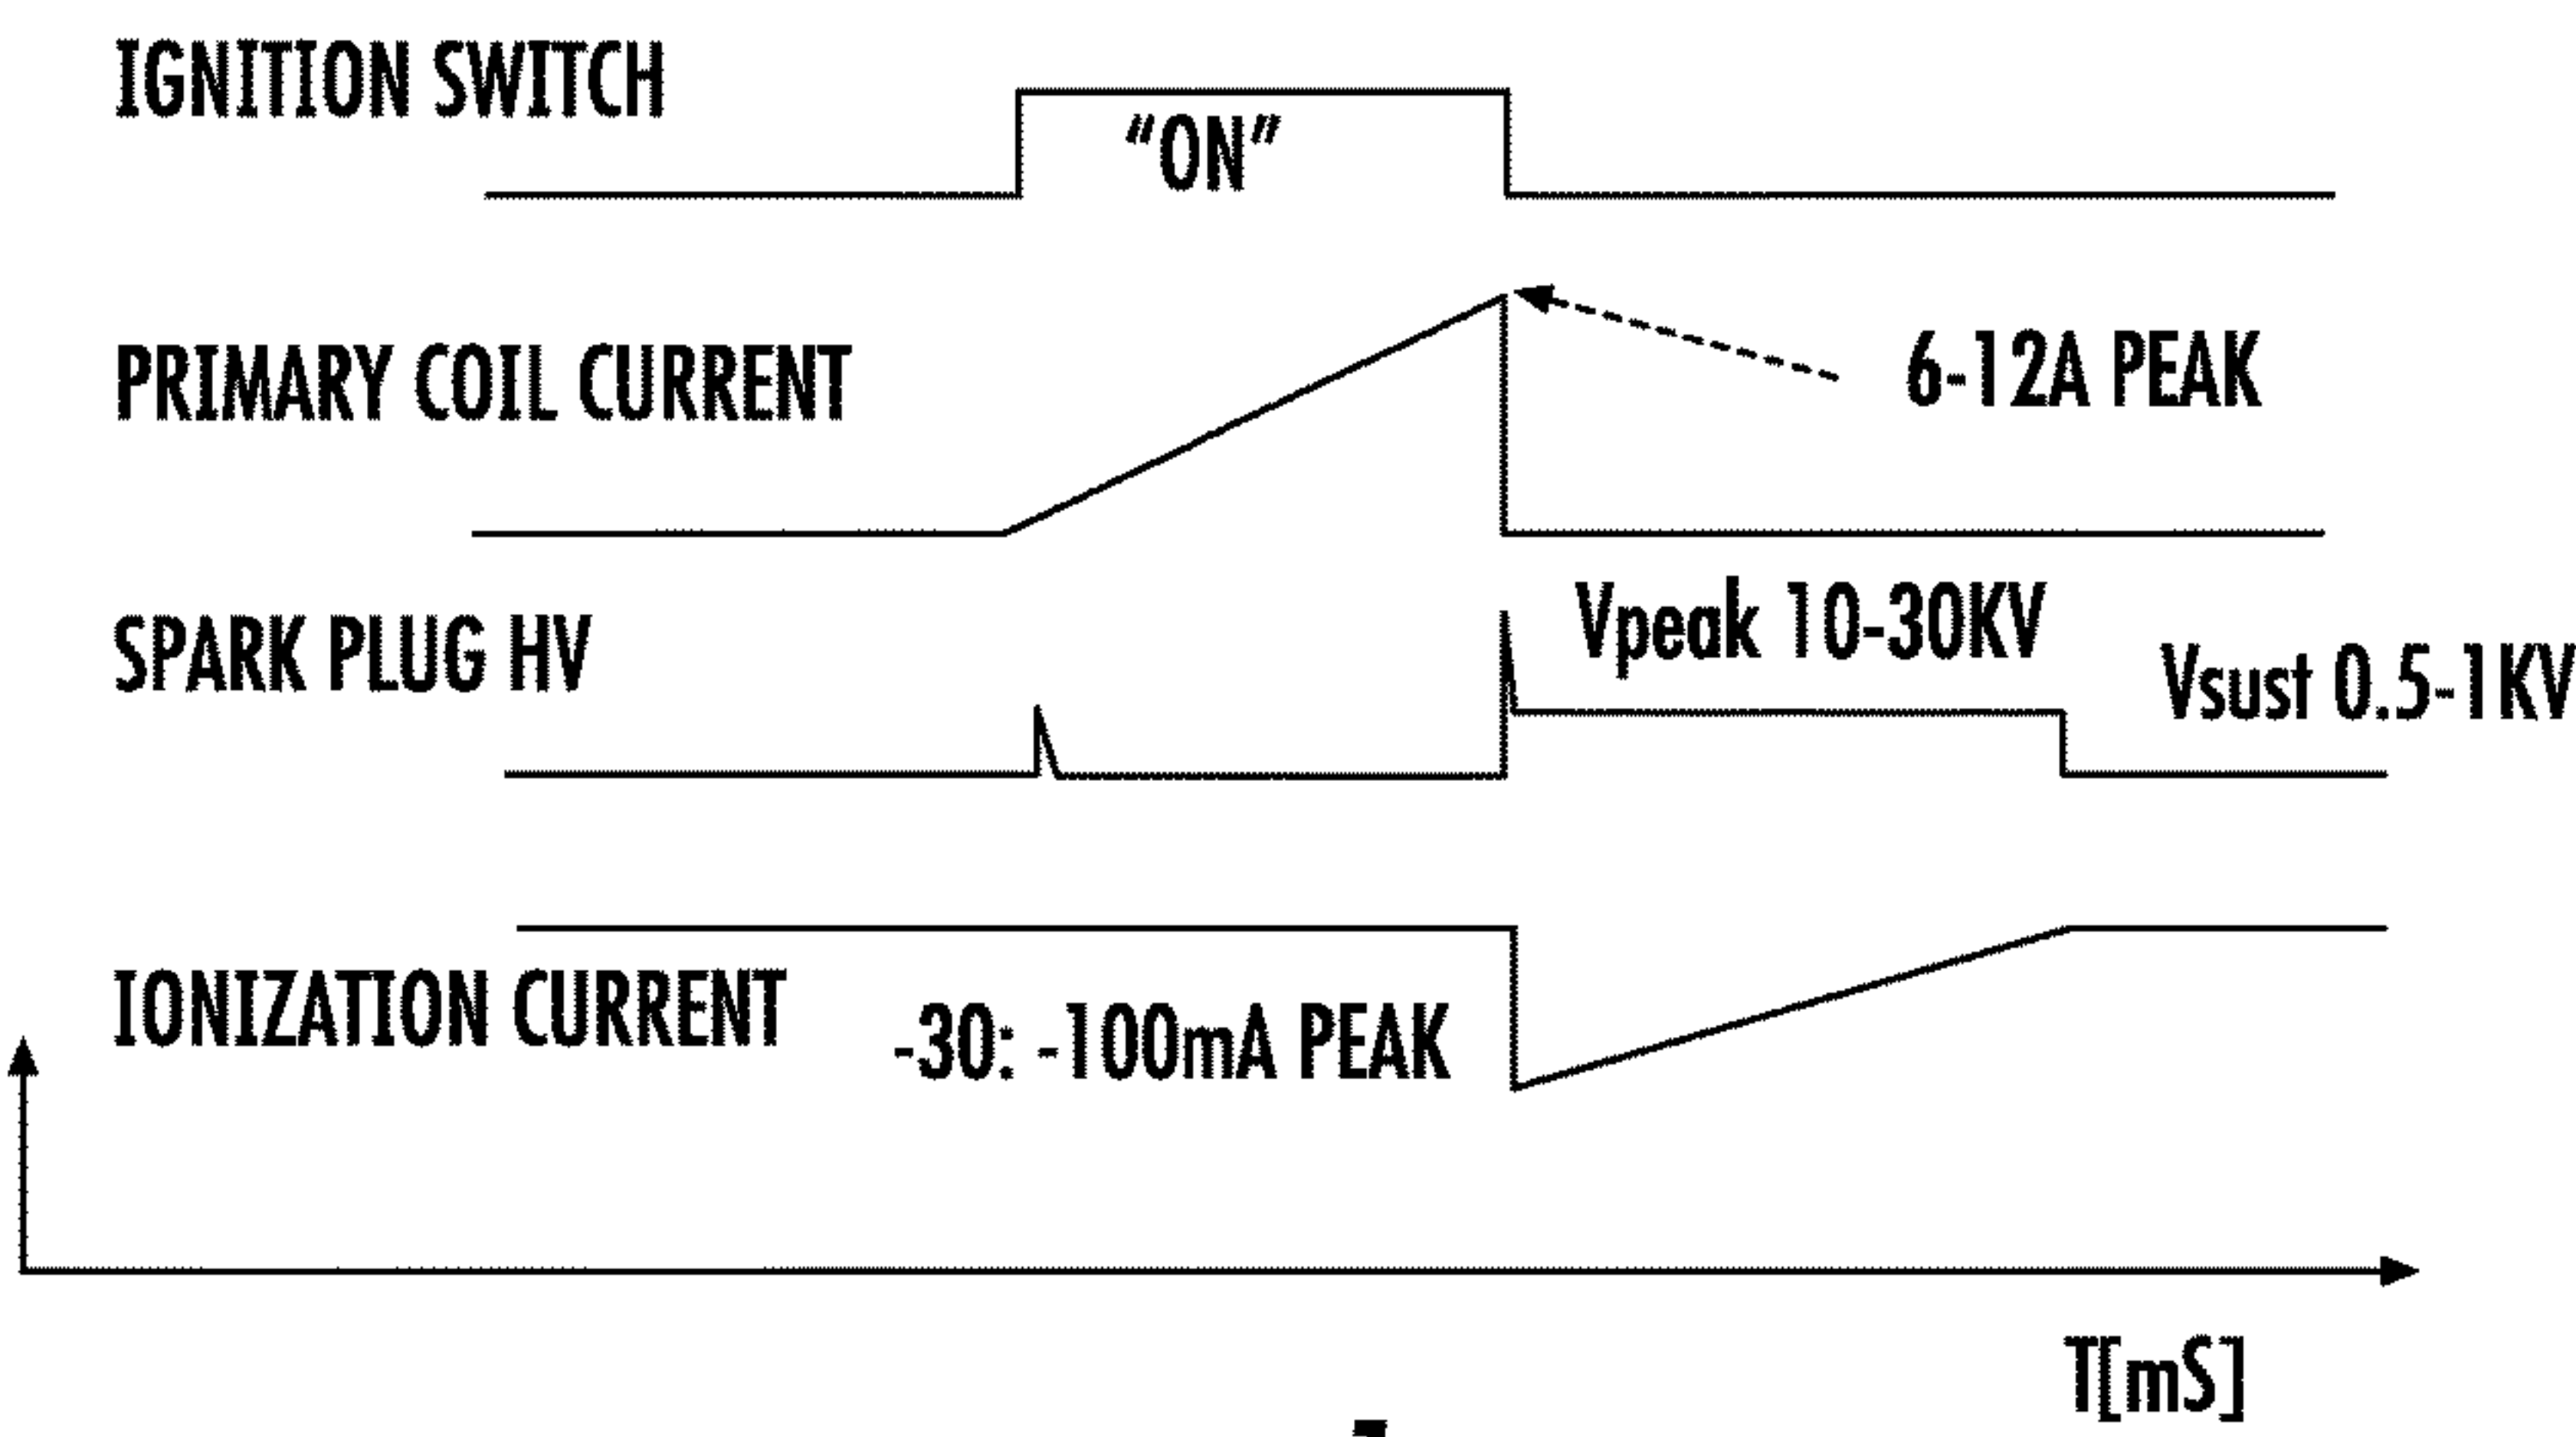 IGNITION SWITCH
“ON”
PRIMARY COIL CURRENT
6-12A PEAK
SPARK PLUG HV
Vpeak 10-30KV
Vsust 0.5-1KV
IONIZATION CURRENT
-30: -100mA PEAK
T[mS]